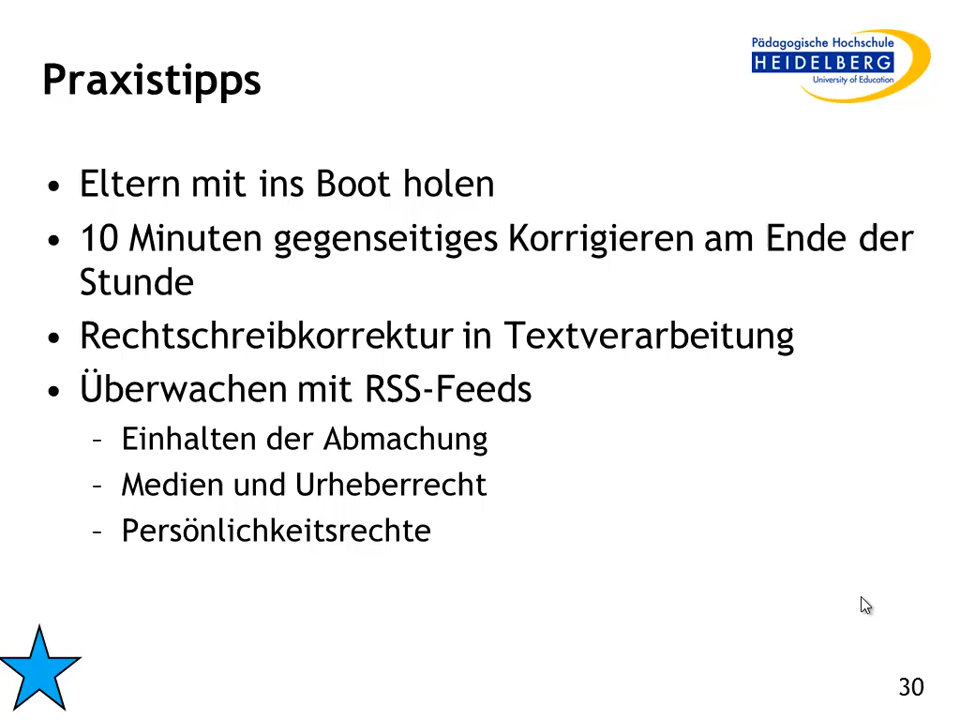 Pädagogische Hochschule
HEIDELBERG
University of Education
Praxistipps
• Eltern mit ins Boot holen
• 10 Minuten gegenseitiges Korrigieren am Ende der
Stunde
• Rechtschreibkorrektur in Textverarbeitung
• Überwachen mit RSS-Feeds
– Einhalten der Abmachung
– Medien und Urheberrecht
– Persönlichkeitsrechte
30